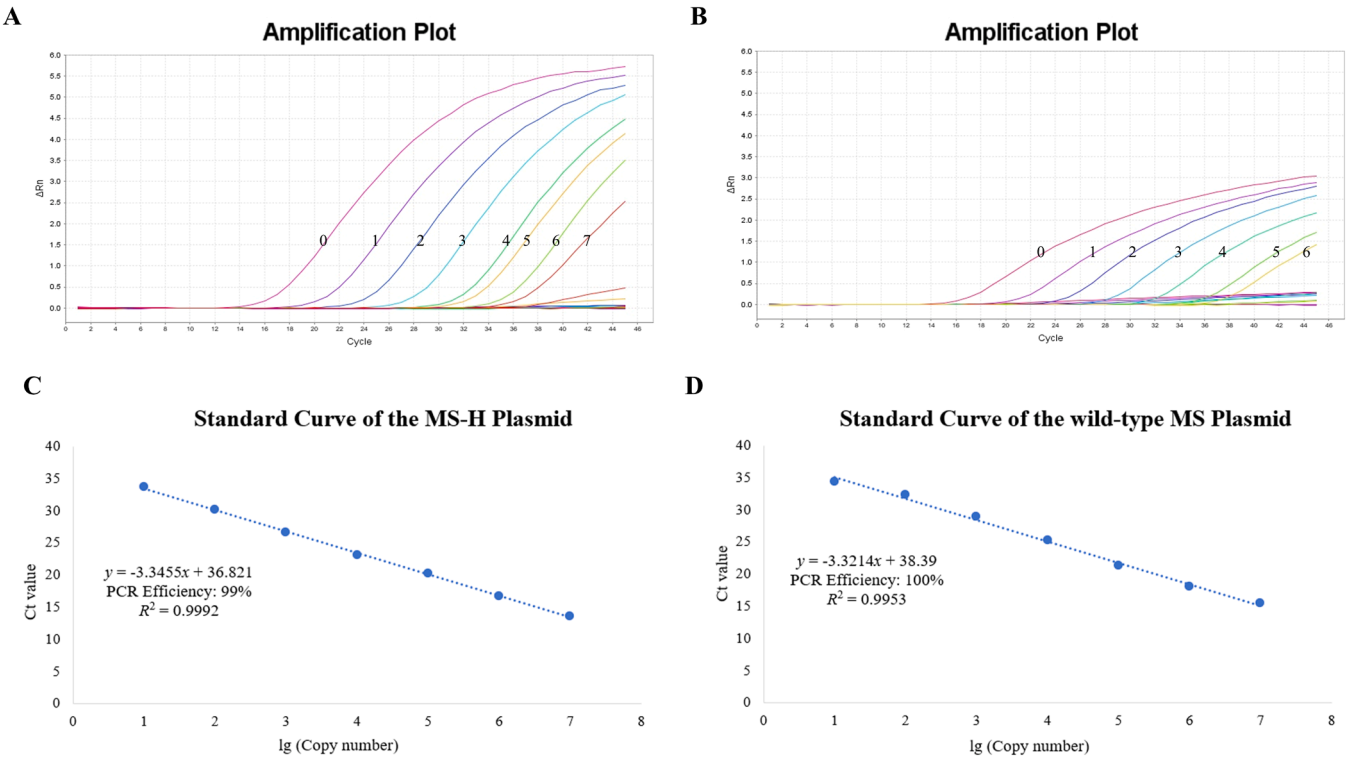 A
Amplification Plot
6.0
5.5
5.0
4.5
4.0
3.5
3.0
2.5
2.0
1.5
1.0
0.5
0.0
ΔRn
0 1 2 3 4 5 6 7
0 2 4 6 8 10 12 14 16 18 20 22 24 26 28 30 32 34 36 38 40 42 44 46
Cycle
B
Amplification Plot
6.0
5.5
5.0
4.5
4.0
3.5
3.0
2.5
2.0
1.5
1.0
0.5
0.0
ΔRn
0 1 2 3 4 5 6
0 2 4 6 8 10 12 14 16 18 20 22 24 26 28 30 32 34 36 38 40 42 44 46
Cycle
C
Standard Curve of the MS-H Plasmid
40
35
30
25
20
15
10
5
0
Ct value
y = -3.3455x + 36.821
PCR Efficiency: 99%
R² = 0.9992
0 1 2 3 4 5 6 7 8
lg (Copy number)
D
Standard Curve of the wild-type MS Plasmid
40
35
30
25
20
15
10
5
0
Ct value
y = -3.3214x + 38.39
PCR Efficiency: 100%
R² = 0.9953
0 1 2 3 4 5 6 7 8
lg (Copy number)